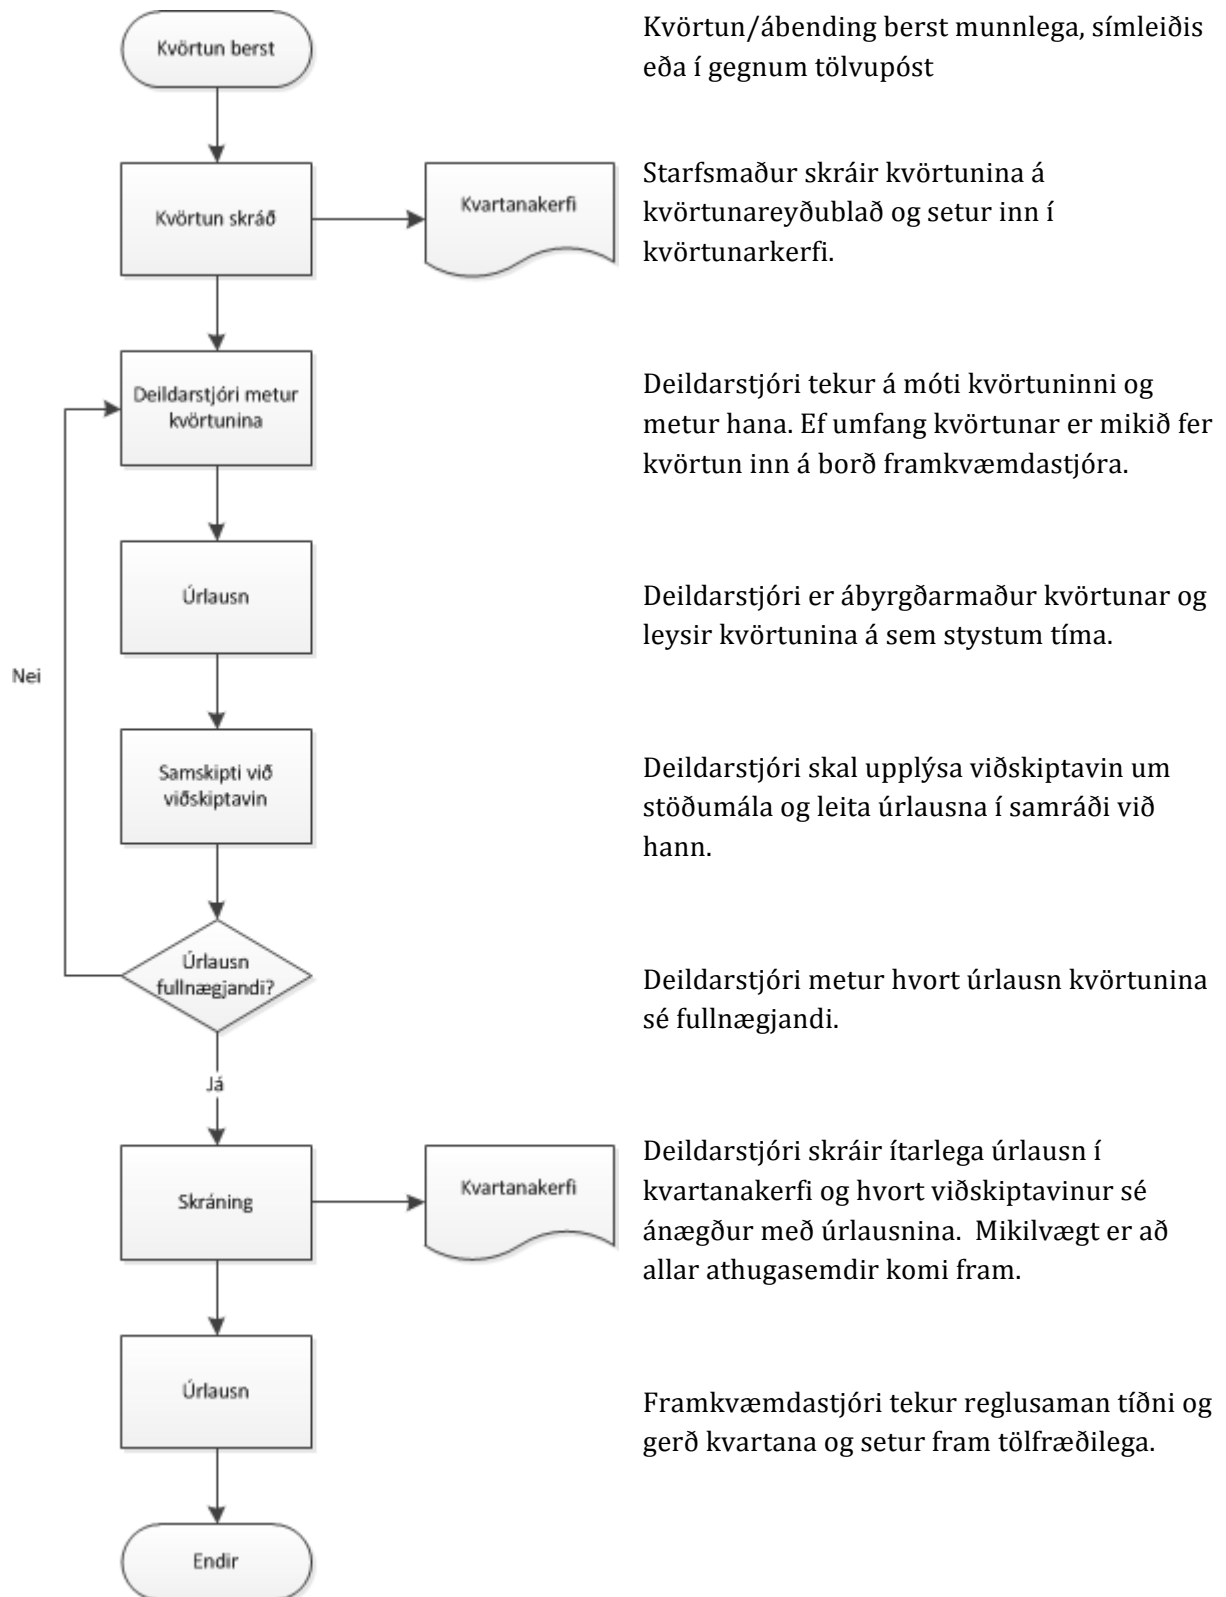 Kvörtun berst
Kvörtun/ábending berst munnlega, símleiðis
eða í gegnum tölvupóst
Kvörtun skráð
Kvartanakerfi
Starfsmaður skráir kvörtunina á
kvörtunareyðublað og setur inn í
kvörtunarkerfi.
Deildarstjóri metur
kvörtunina
Deildarstjóri tekur á móti kvörtuninni og
metur hana. Ef umfang kvörtunar er mikið fer
kvörtun inn á borð framkvæmdastjóra.
Úrlausn
Deildarstjóri er ábyrgðarmaður kvörtunar og
leysir kvörtunina á sem stystum tíma.
Nei
Samskipti við
viðskiptavin
Deildarstjóri skal upplýsa viðskiptavin um
stöðumála og leita úrlausna í samráði við
hann.
Úrlausn
fullnægjandi?
Deildarstjóri metur hvort úrlausn kvörtunina
sé fullnægjandi.
Já
Skráning
Kvartanakerfi
Deildarstjóri skráir ítarlega úrlausn í
kvartanakerfi og hvort viðskiptavinur sé
ánægður með úrlausnina.  Mikilvægt er að
allar athugasemdir komi fram.
Úrlausn
Framkvæmdastjóri tekur reglusaman tíðni og
gerð kvartana og setur fram tölfræðilega.
Endir